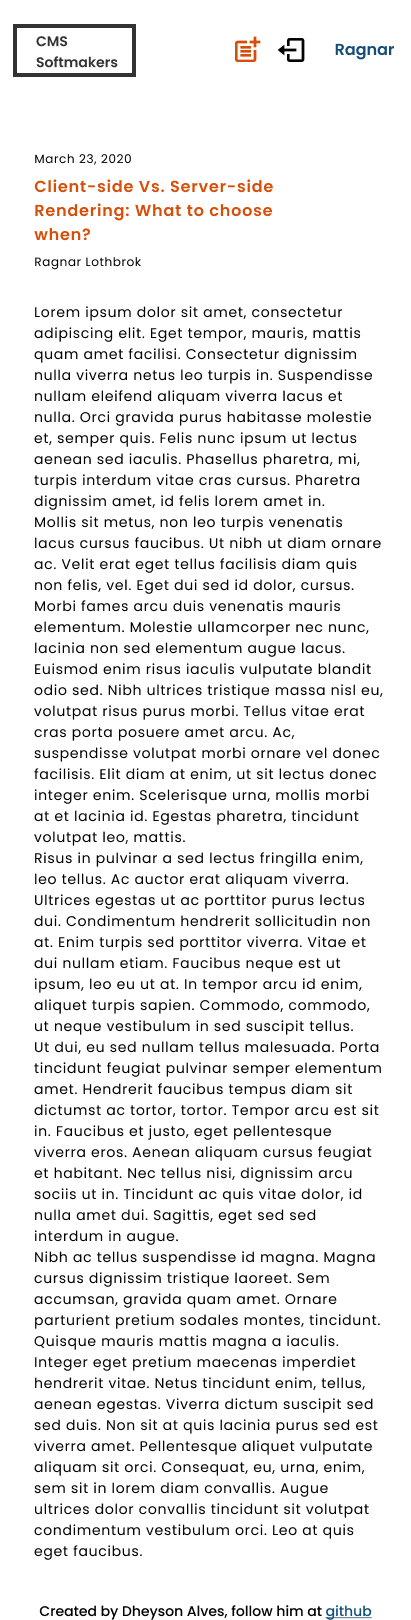 CMS
Softmakers
Ragnar
March 23, 2020
Client-side Vs. Server-side
Rendering: What to choose
when?
Ragnar Lothbrok
Lorem ipsum dolor sit amet, consectetur
adipiscing elit. Eget tempor, mauris, mattis
quam amet facilisi. Consectetur dignissim
nulla viverra netus leo turpis in. Suspendisse
nullam eleifend aliquam viverra lacus et
nulla. Orci gravida purus habitasse molestie
et, semper quis. Felis nunc ipsum ut lectus
aenean sed iaculis. Phasellus pharetra, mi,
turpis interdum vitae cras cursus. Pharetra
dignissim amet, id felis lorem amet in.
Mollis sit metus, non leo turpis venenatis
lacus cursus faucibus. Ut nibh ut diam ornare
ac. Velit erat eget tellus facilisis diam quis
non felis, vel. Eget dui sed id dolor, cursus.
Morbi fames arcu duis venenatis mauris
elementum. Molestie ullamcorper nec nunc,
lacinia non sed elementum augue lacus.
Euismod enim risus iaculis vulputate blandit
odio sed. Nibh ultrices tristique massa nisl eu,
volutpat risus purus morbi. Tellus vitae erat
cras porta posuere amet arcu. Ac,
suspendisse volutpat morbi ornare vel donec
facilisis. Elit diam at enim, ut sit lectus donec
integer enim. Scelerisque urna, mollis morbi
at et lacinia id. Egestas pharetra, tincidunt
volutpat leo, mattis.
Risus in pulvinar a sed lectus fringilla enim,
leo tellus. Ac auctor erat aliquam viverra.
Ultrices egestas ut ac porttitor purus lectus
dui. Condimentum hendrerit sollicitudin non
at. Enim turpis sed porttitor viverra. Vitae et
dui nullam etiam. Faucibus neque est ut
ipsum, leo eu ut at. In tempor arcu id enim,
aliquet turpis sapien. Commodo, commodo,
ut neque vestibulum in sed suscipit tellus.
Ut dui, eu sed nullam tellus malesuada. Porta
tincidunt feugiat pulvinar semper elementum
amet. Hendrerit faucibus tempus diam sit
dictumst ac tortor, tortor. Tempor arcu est sit
in. Faucibus et justo, eget pellentesque
viverra eros. Aenean aliquam cursus feugiat
et habitant. Nec tellus nisi, dignissim arcu
sociis ut in. Tincidunt ac quis vitae dolor, id
nulla amet dui. Sagittis, eget sed sed
interdum in augue.
Nibh ac tellus suspendisse id magna. Magna
cursus dignissim tristique laoreet. Sem
accumsan, gravida quam amet. Ornare
parturient pretium sodales montes, tincidunt.
Quisque mauris mattis magna a iaculis.
Integer eget pretium maecenas imperdiet
hendrerit vitae. Netus tincidunt enim, tellus,
aenean egestas. Viverra dictum suscipit sed
sed duis. Non sit at quis lacinia purus sed est
viverra amet. Pellentesque aliquet vulputate
aliquam sit orci. Consequat, eu, urna, enim,
sem sit in lorem diam convallis. Augue
ultrices dolor convallis tincidunt sit volutpat
condimentum vestibulum orci. Leo at quis
eget faucibus.
Created by Dheyson Alves, follow him at github